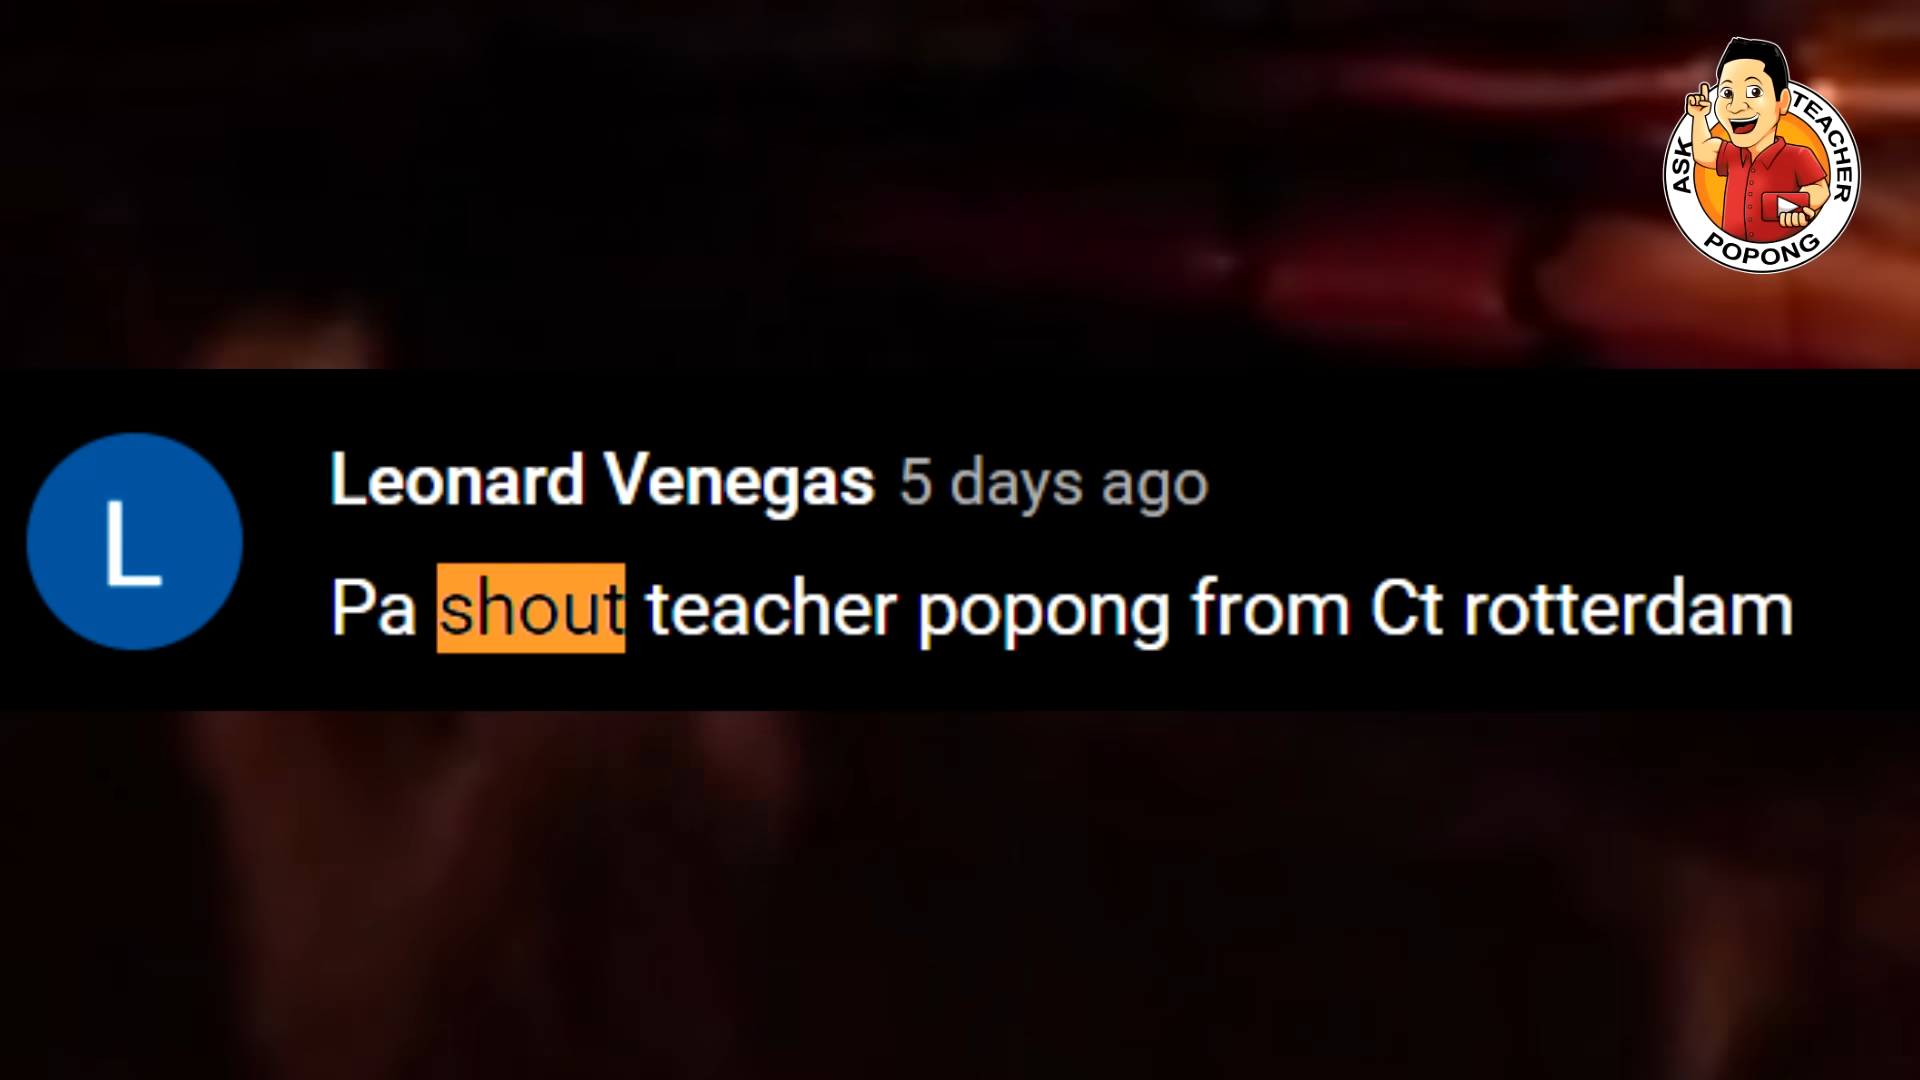 ASK TEACHER POPONG
L
Leonard Venegas 5 days ago
Pa shout teacher popong from Ct rotterdam